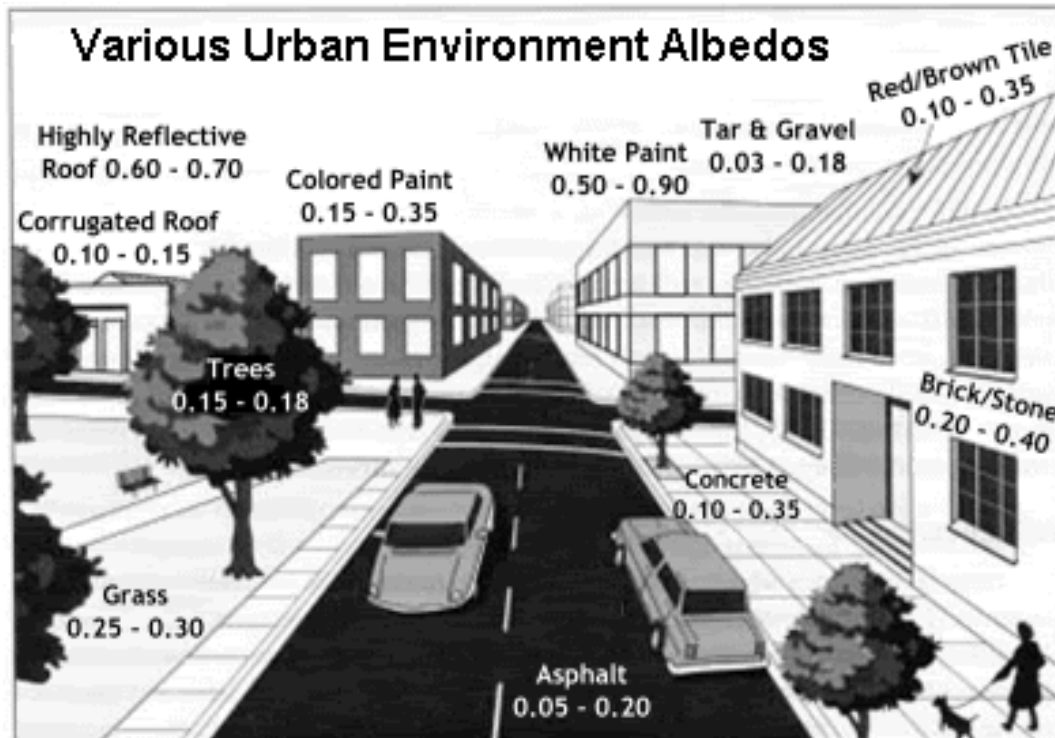 Various Urban Environment Albedos
Highly Reflective
Roof 0.60 - 0.70
Corrugated Roof
0.10 - 0.15
Colored Paint
0.15 - 0.35
White Paint
0.50 - 0.90
Tar & Gravel
0.03 - 0.18
Red/Brown Tile
0.10 - 0.35
Trees
0.15 - 0.18
Brick/Stone
0.20 - 0.40
Concrete
0.10 - 0.35
Grass
0.25 - 0.30
Asphalt
0.05 - 0.20